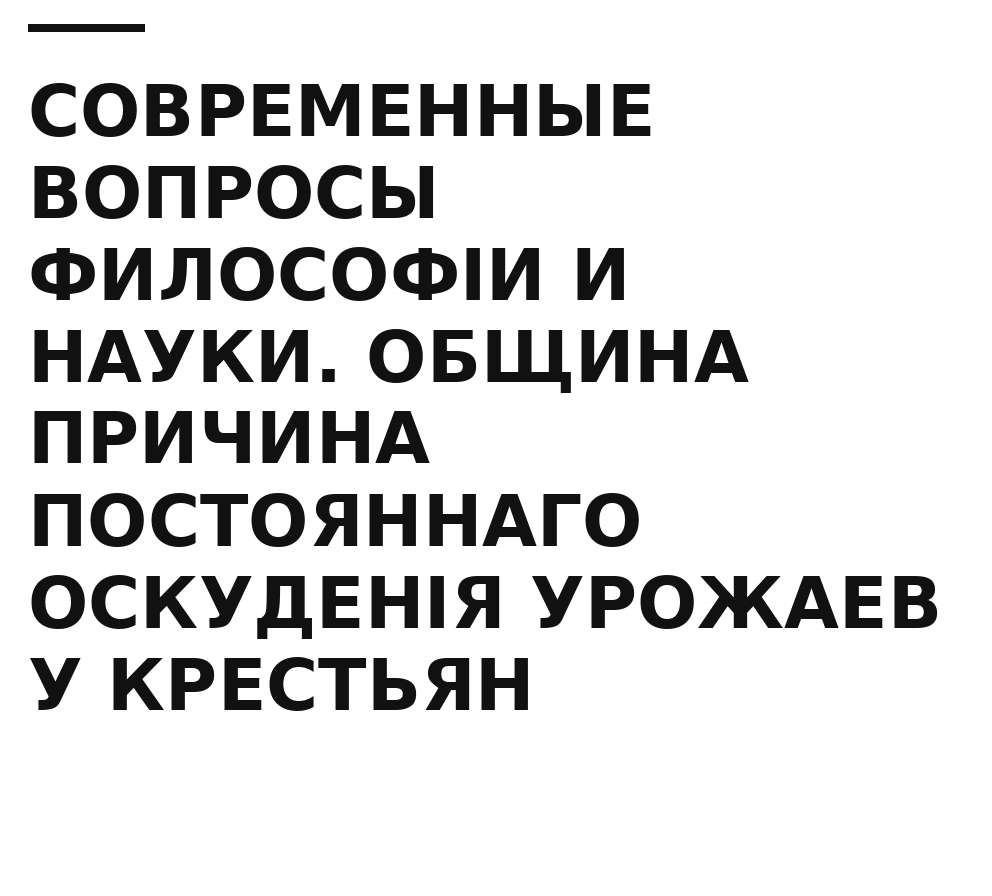 СОВРЕМЕННЫЕ
ВОПРОСЫ
ФИЛОСОФІИ И
НАУКИ. ОБЩИНА
ПРИЧИНА
ПОСТОЯННАГО
ОСКУДЕНІЯ УРОЖАЕВ
У КРЕСТЬЯН